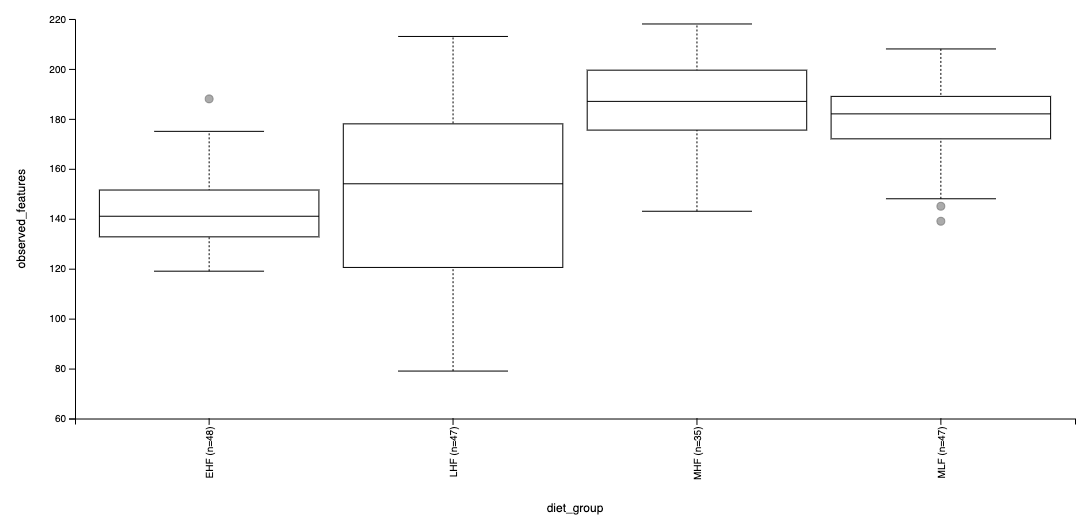 220
200
180
160
140
120
100
80
60
observed_features
EHF (n=48)
LHF (n=47)
MHF (n=35)
MLF (n=47)
diet_group